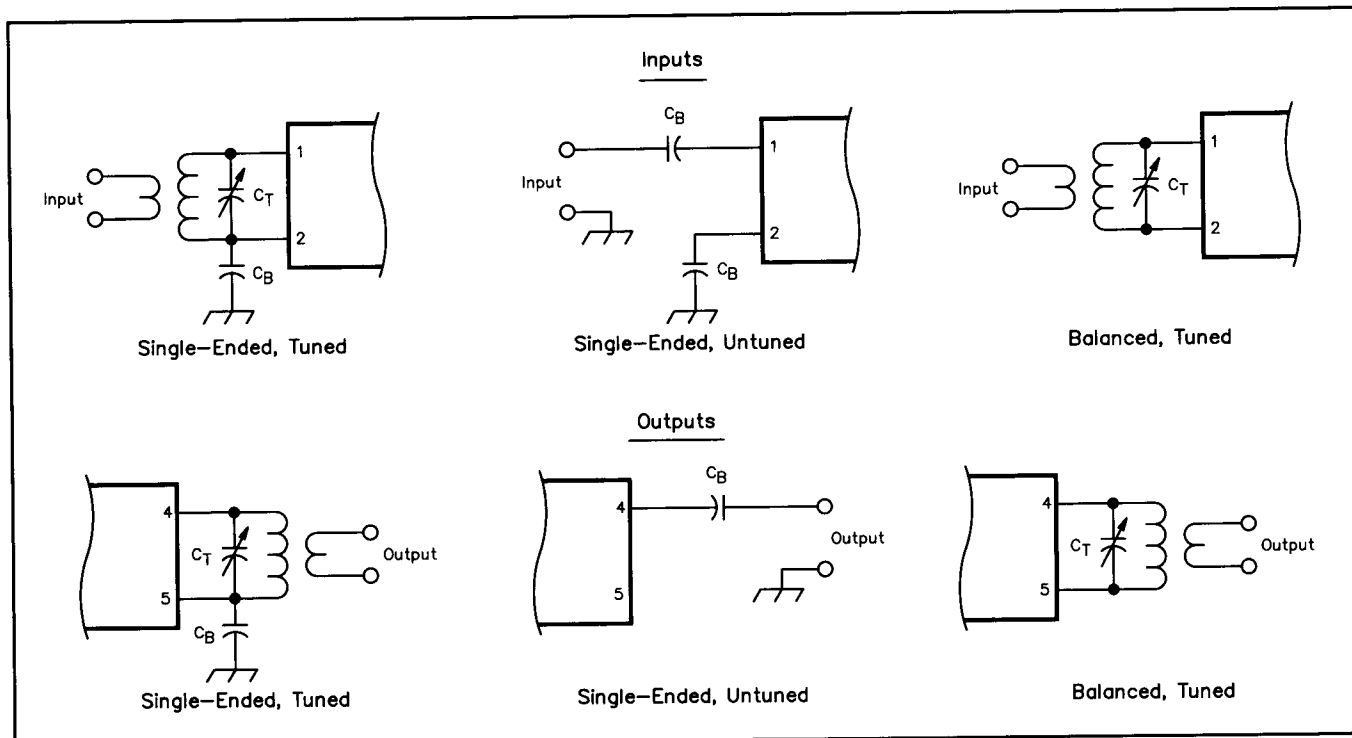 Inputs
Input
1
C_T
2
C_B
Single-Ended, Tuned
C_B
1
Input
2
C_B
Single-Ended, Untuned
Input
1
C_T
2
Balanced, Tuned
Outputs
4
C_T
5
C_B
Output
Single-Ended, Tuned
C_B
4
Output
5
Single-Ended, Untuned
4
C_T
5
Output
Balanced, Tuned